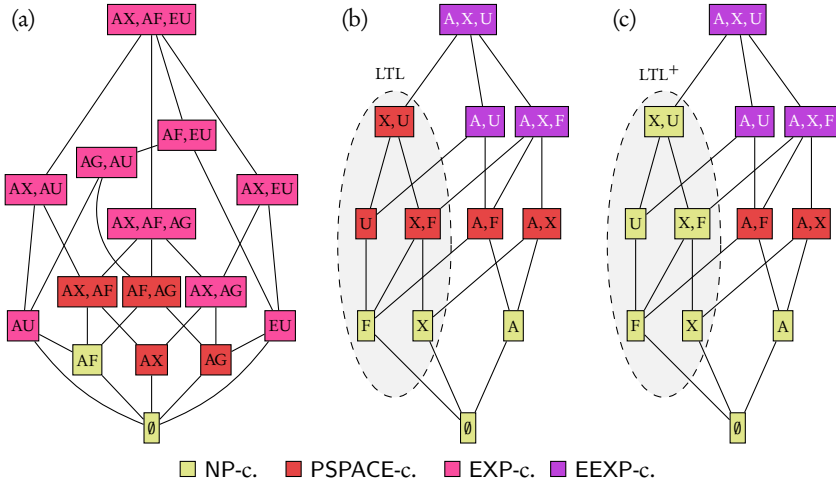 (a)
AX, AF, EU
AF, EU
AG, AU
AX, AU
AX, EU
AX, AF, AG
AX, AF
AF, AG
AX, AG
AU
EU
AF
AX
AG
∅
(b)
A, X, U
LTL
X, U
A, U
A, X, F
U
X, F
A, F
A, X
F
X
A
∅
(c)
A, X, U
LTL+
X, U
A, U
A, X, F
U
X, F
A, F
A, X
F
X
A
∅
NP-c. PSPACE-c. EXP-c. EEXP-c.